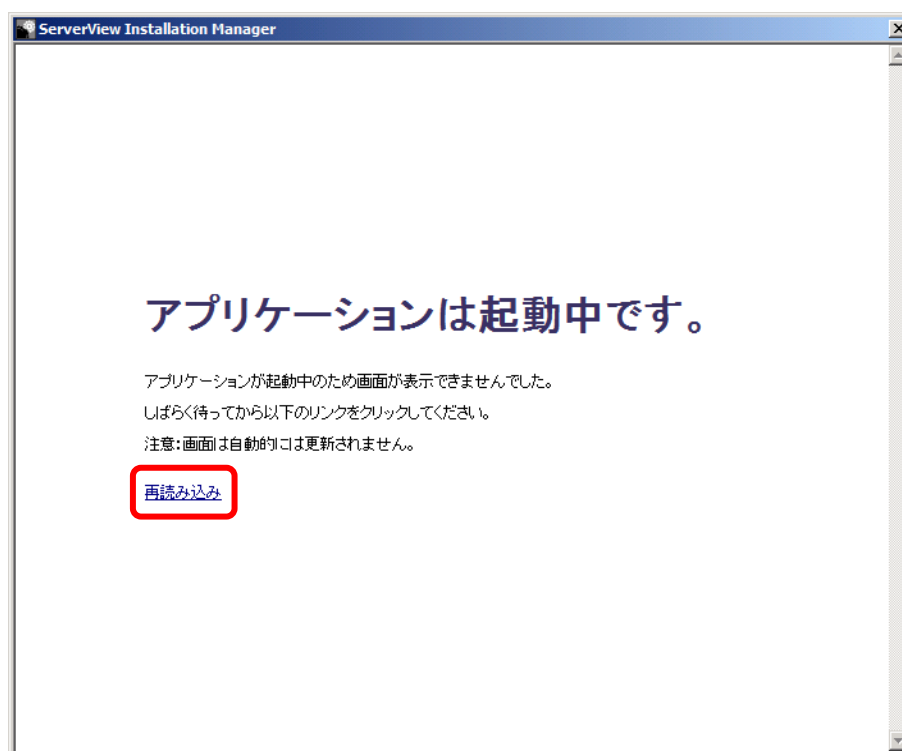 ServerView Installation Manager
アプリケーションは起動中です。
アプリケーションが起動中のため画面が表示できませんでした。
しばらく待ってから以下のリンクをクリックしてください。
注意:画面は自動的には更新されません。
再読み込み